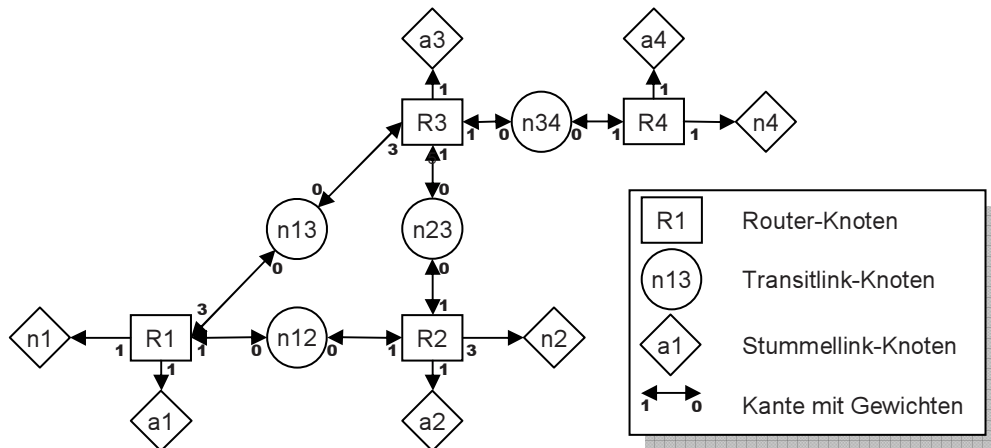 a3
a4
1
1
R3
n34
R4
n4
3
1
0
0
1
1
1
0
0
n13
n23
0
0
3
1
n1
R1
n12
R2
n2
1
1
0
0
1
3
1
1
a1
a2
R1
Router-Knoten
n13
Transitlink-Knoten
a1
Stummellink-Knoten
1
0
Kante mit Gewichten